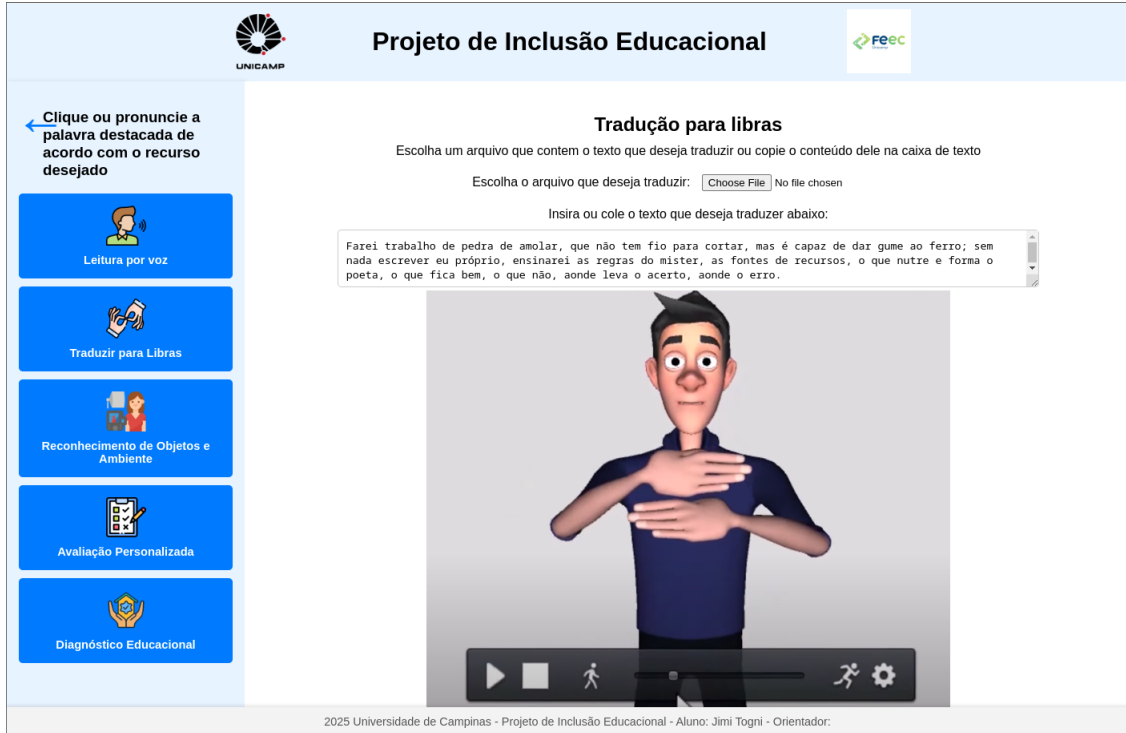 UNICAMP
Projeto de Inclusão Educacional
FEEC
Unicamp
Clique ou pronuncie a
palavra destacada de
acordo com o recurso
desejado
Leitura por voz
Traduzir para Libras
Reconhecimento de Objetos e
Ambiente
Avaliação Personalizada
Diagnóstico Educacional
Tradução para libras
Escolha um arquivo que contem o texto que deseja traduzir ou copie o conteúdo dele na caixa de texto
Escolha o arquivo que deseja traduzir: Choose File No file chosen
Insira ou cole o texto que deseja traduzer abaixo:
Farei trabalho de pedra de amolar, que não tem fio para cortar, mas é capaz de dar gume ao ferro; sem
nada escrever eu próprio, ensinarei as regras do mister, as fontes de recursos, o que nutre e forma o
poeta, o que fica bem, o que não, aonde leva o acerto, aonde o erro.
2025 Universidade de Campinas - Projeto de Inclusão Educacional - Aluno: Jimi Togni - Orientador: